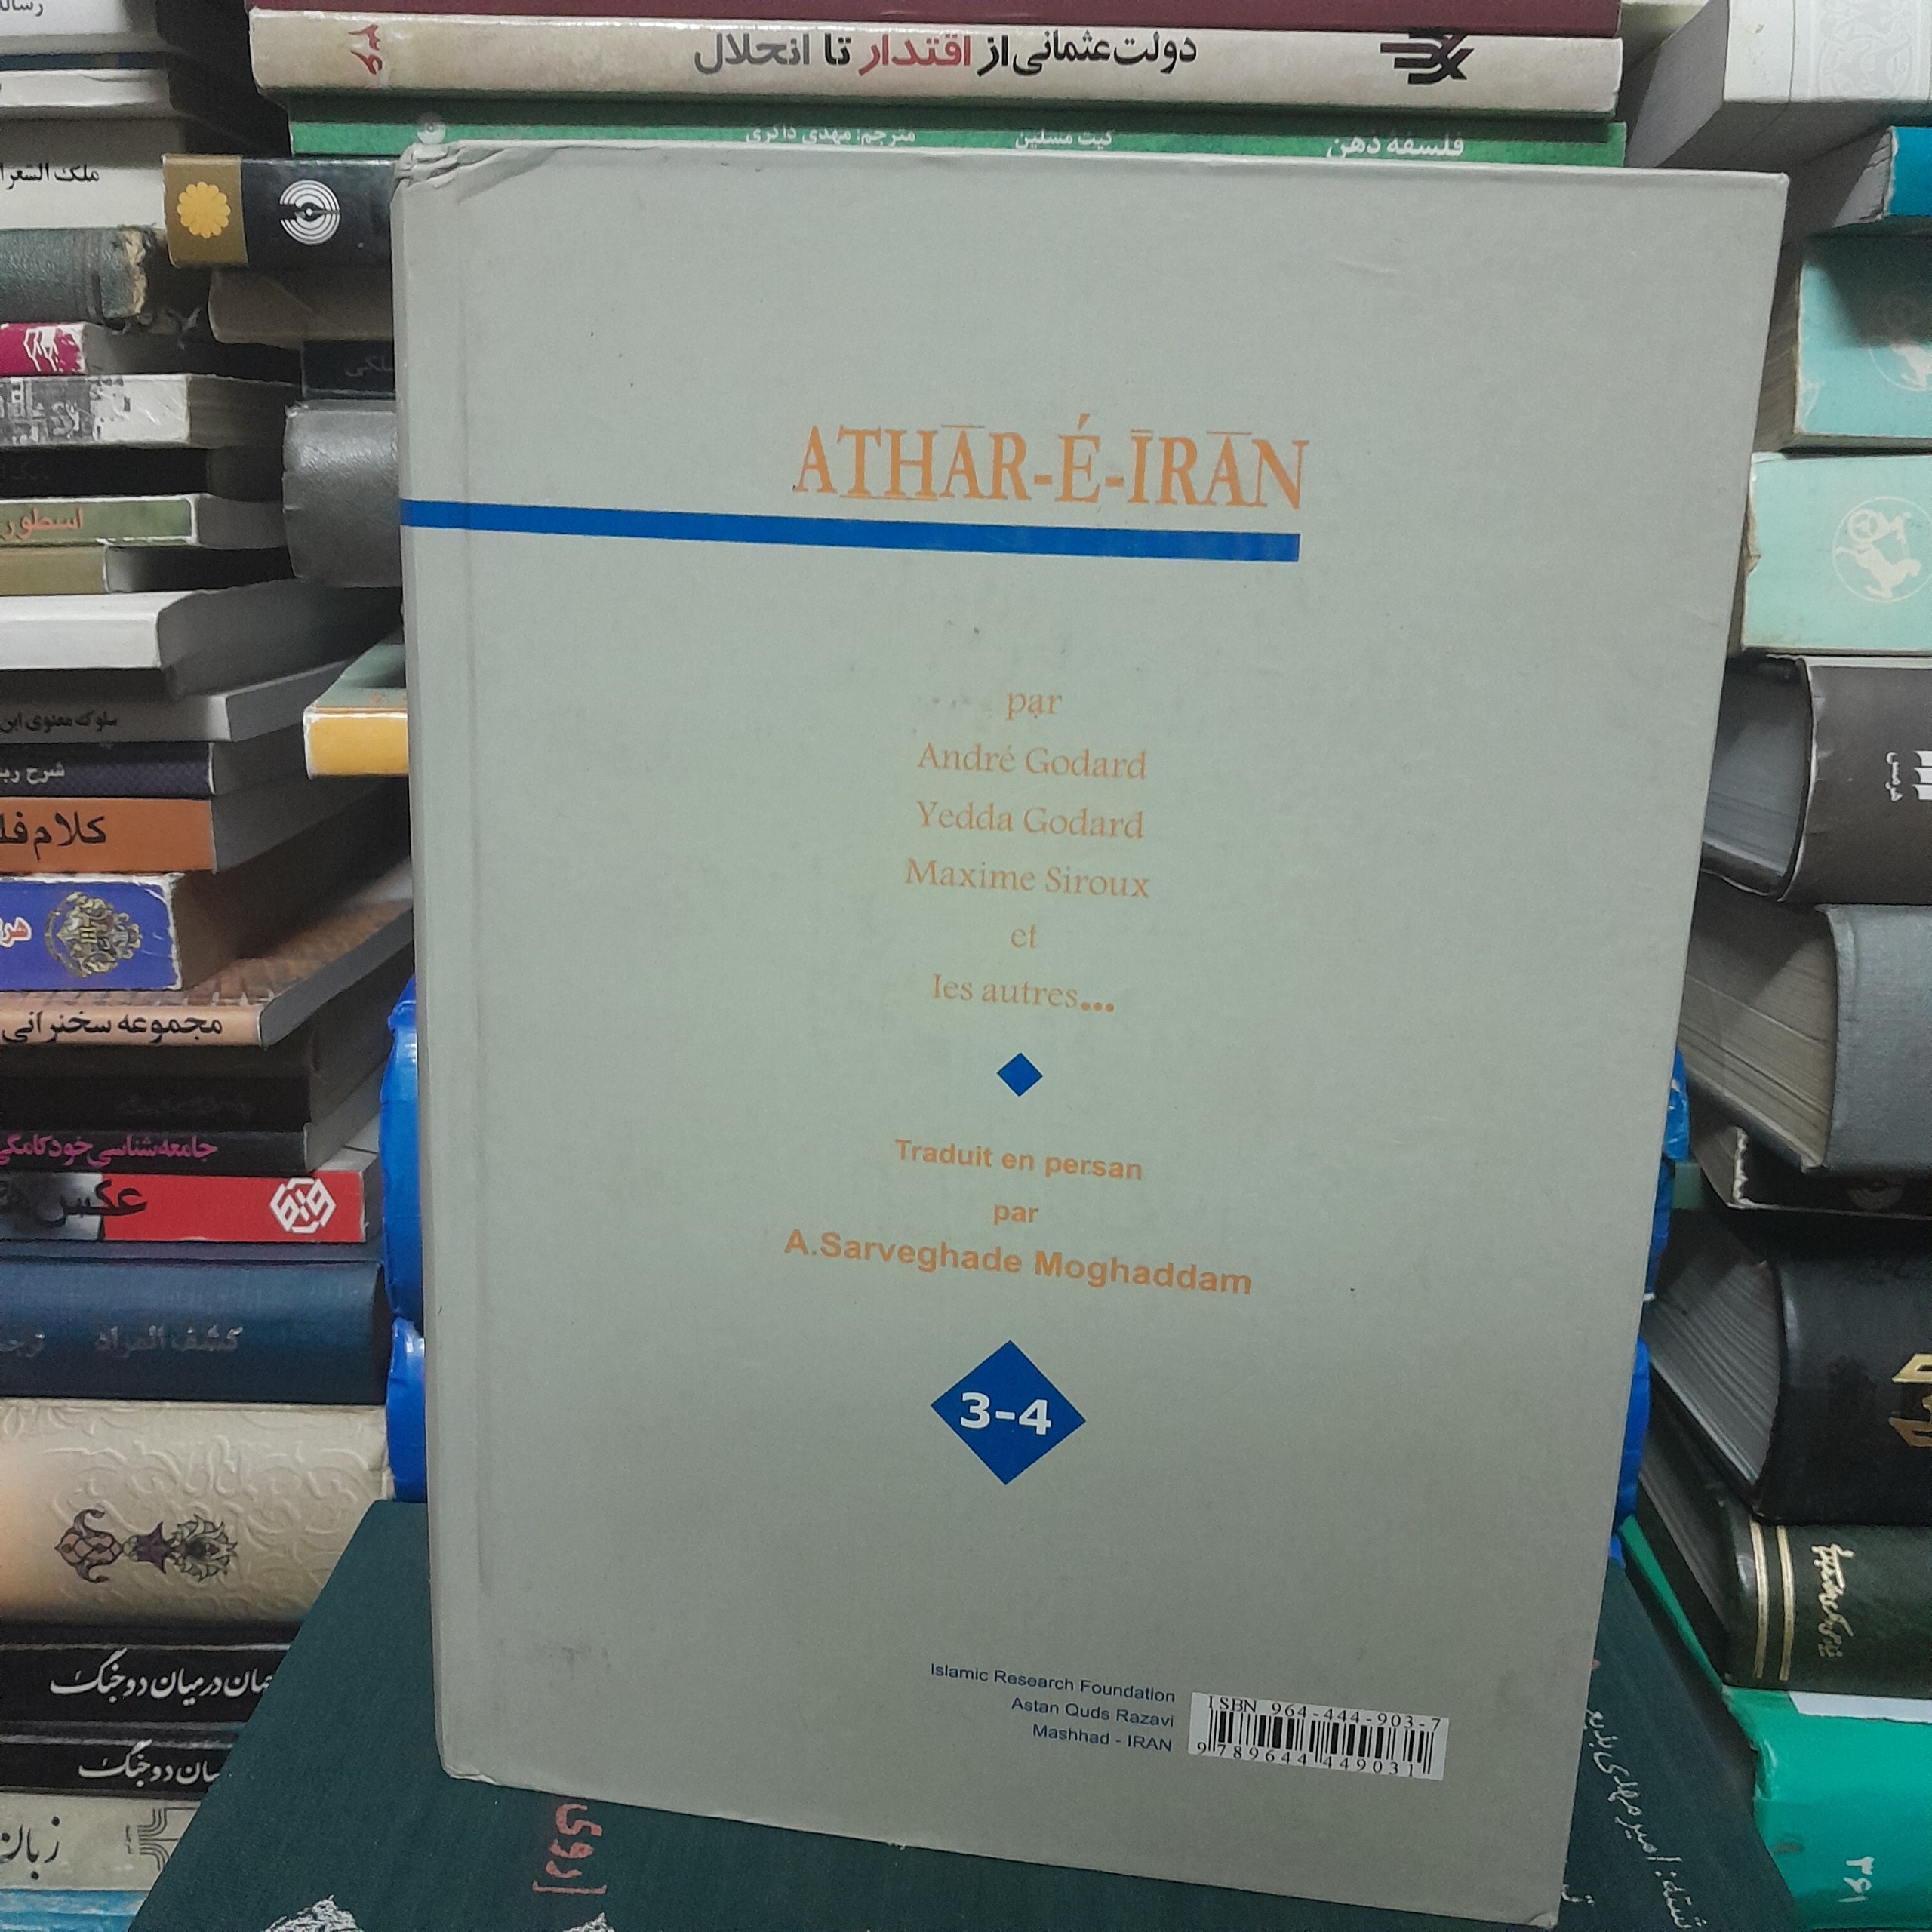 دولت عثمانی از اقتدار تا انحلال
فلسفهٔ ذهن
کیت مسلین
مترجم: مهدی ذاکری
ATHĀR-É-ĪRĀN
par
André Godard
Yedda Godard
Maxime Siroux
et
les autres...
Traduit en persan
par
A.Sarveghade Moghaddam
3-4
Islamic Research Foundation
Astan Quds Razavi
Mashhad - IRAN
ISBN 964-444-903-7
9789644449031
ملک الشعرا
اسطور
سلوک معنوی ابن
شرح
کلام
مجموعه سخنرانی
جامعه‌شناسی خودکامگی
عکس
کشف المراد
در میان دو جنگ
دو جنگ
زبان
هرمس
۳۶۱